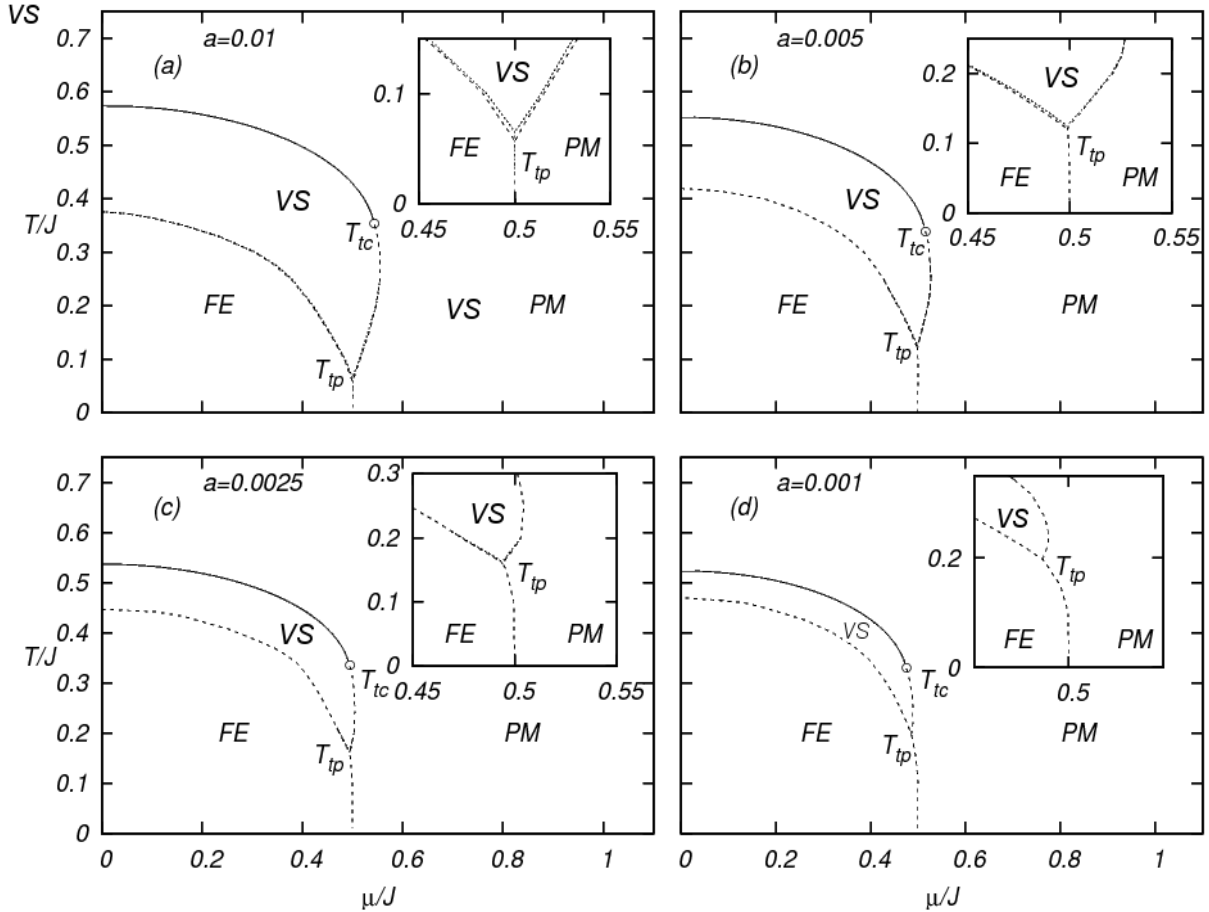 VS
0.7
0.6
0.5
0.4
T/J
0.3
0.2
0.1
0
a=0.01
(a)
VS
T_tc
FE
VS
PM
T_tp
0.1
0
VS
FE
PM
T_tp
0.45
0.5
0.55
a=0.005
(b)
VS
T_tc
FE
PM
T_tp
0.2
0.1
0
VS
T_tp
FE
PM
0.45
0.5
0.55
0.7
0.6
0.5
0.4
T/J
0.3
0.2
0.1
0
a=0.0025
(c)
VS
T_tc
FE
PM
T_tp
0.3
0.2
0.1
0
VS
T_tp
FE
PM
0.45
0.5
0.55
0
0.2
0.4
0.6
0.8
1
μ/J
a=0.001
(d)
VS
T_tc
FE
PM
T_tp
0.2
0
VS
T_tp
FE
PM
0.5
0
0.2
0.4
0.6
0.8
1
μ/J